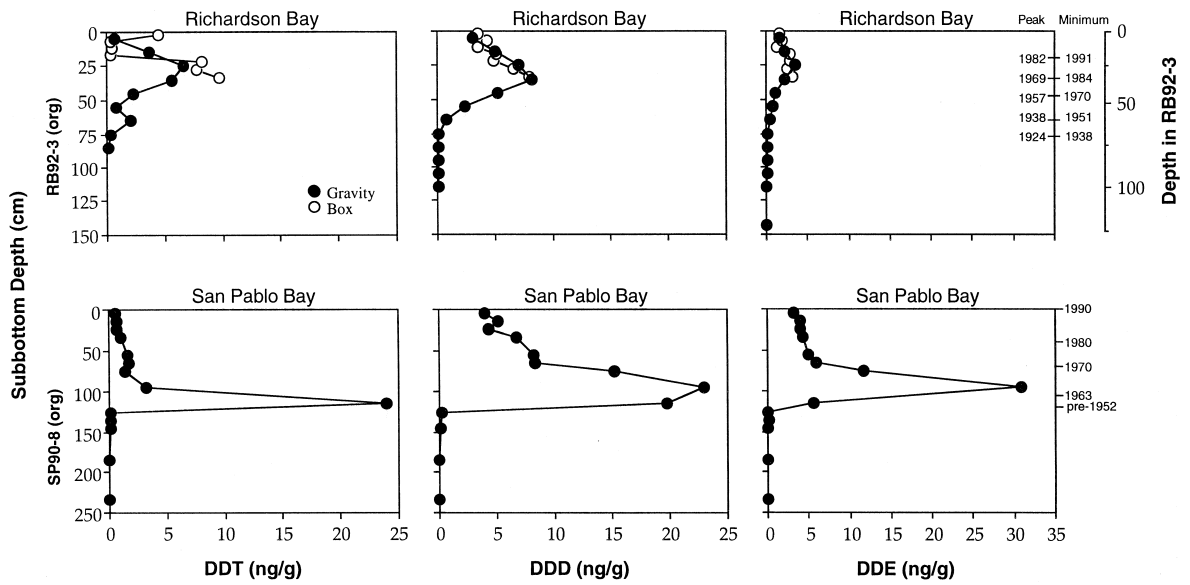 Richardson Bay Richardson Bay Richardson Bay Peak Minimum
0 0
25 1982 1991
1969 1984
50 1957 1970 50
75 1938 1951
1924 1938
100 100
125
150
RB92-3 (org)
Gravity
Box
Depth in RB92-3
Subbottom Depth (cm)
San Pablo Bay San Pablo Bay San Pablo Bay
0 1990
50 1980
1970
100 1963
pre-1952
150
200
250
SP90-8 (org)
0 5 10 15 20 25 0 5 10 15 20 25 0 5 10 15 20 25 30 35
DDT (ng/g) DDD (ng/g) DDE (ng/g)